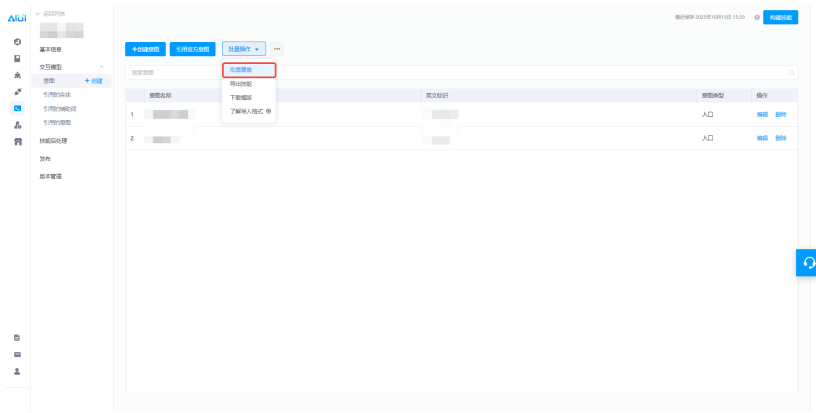 AIUI
← 返回列表
最近保存 2025年10月15日 15:20
构建技能
基本信息
交互模型
意图
+ 创建
引用的实体
引用的辅助词
引用的意图
技能后处理
发布
版本管理
+创建意图
引用官方意图
批量操作
搜索意图
批量覆盖
导出技能
下载模版
了解导入格式
意图名称
英文标识
意图类型
操作
1
入口
编辑
删除
2
入口
编辑
删除